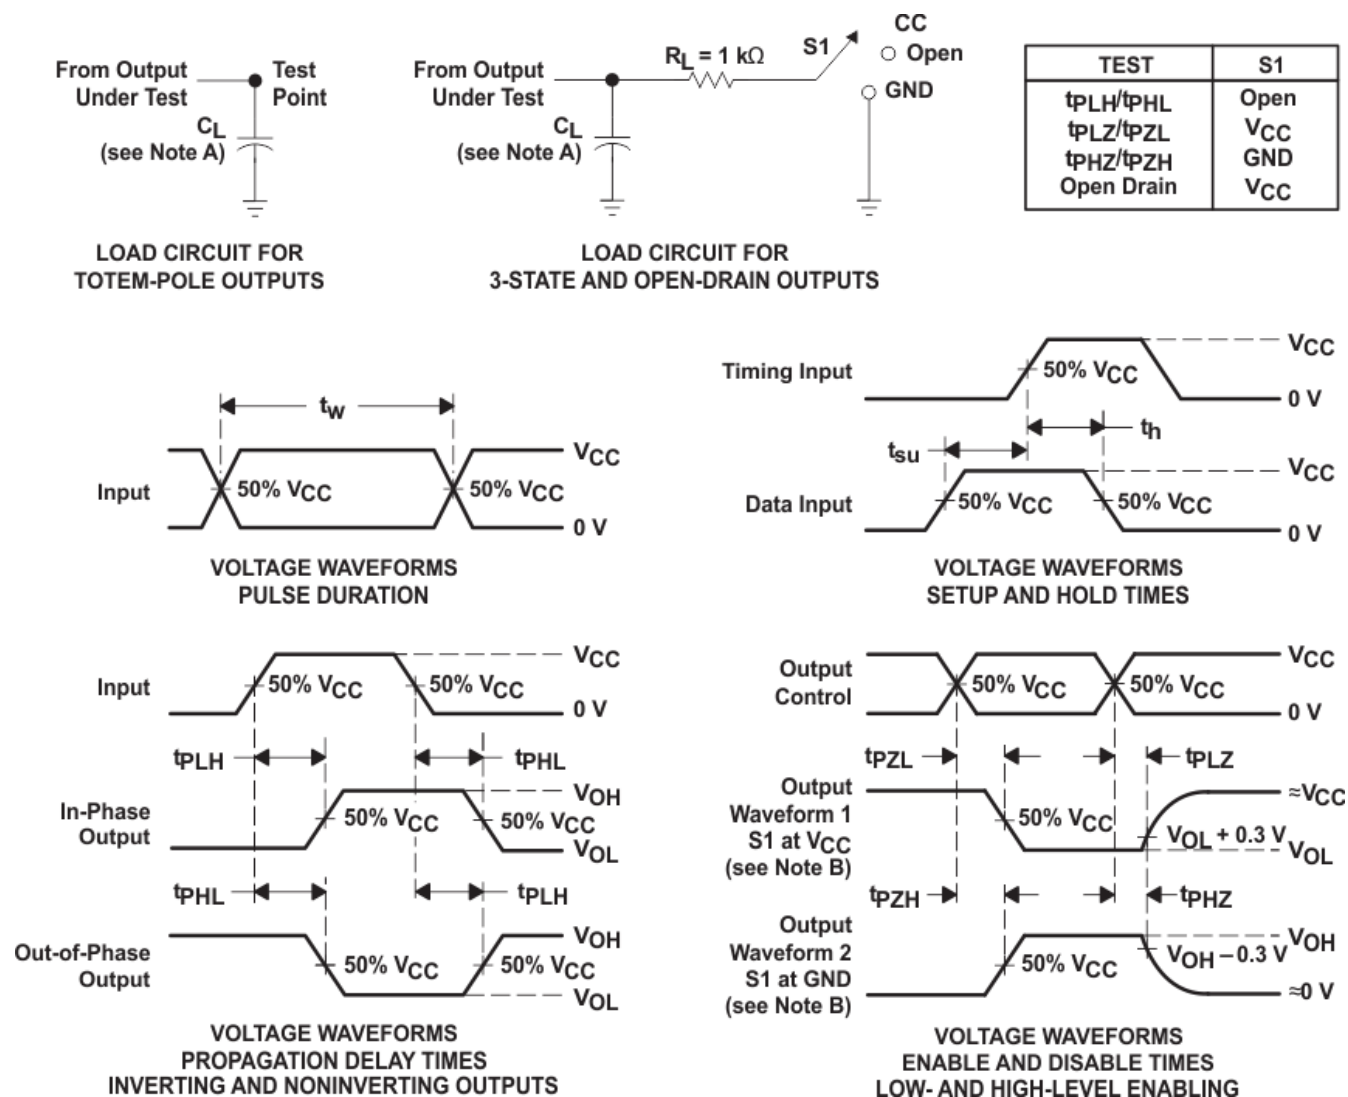 From Output
Under Test
Test
Point
CL
(see Note A)
LOAD CIRCUIT FOR
TOTEM-POLE OUTPUTS
From Output
Under Test
RL = 1 kΩ
S1
CC
Open
GND
CL
(see Note A)
LOAD CIRCUIT FOR
3-STATE AND OPEN-DRAIN OUTPUTS
TEST S1
tPLH/tPHL Open
tPLZ/tPZL VCC
tPHZ/tPZH GND
Open Drain VCC
tw
Input
50% VCC
50% VCC
VCC
0 V
VOLTAGE WAVEFORMS
PULSE DURATION
Timing Input
50% VCC
VCC
0 V
th
tsu
Data Input
50% VCC
50% VCC
VCC
0 V
VOLTAGE WAVEFORMS
SETUP AND HOLD TIMES
Input
50% VCC
50% VCC
VCC
0 V
tPLH
tPHL
In-Phase
Output
50% VCC
50% VCC
VOH
VOL
tPHL
tPLH
Out-of-Phase
Output
50% VCC
50% VCC
VOH
VOL
VOLTAGE WAVEFORMS
PROPAGATION DELAY TIMES
INVERTING AND NONINVERTING OUTPUTS
Output
Control
50% VCC
50% VCC
VCC
0 V
tPZL
tPLZ
Output
Waveform 1
S1 at VCC
(see Note B)
50% VCC
≈VCC
VOL + 0.3 V
VOL
tPZH
tPHZ
Output
Waveform 2
S1 at GND
(see Note B)
50% VCC
VOH
VOH − 0.3 V
≈0 V
VOLTAGE WAVEFORMS
ENABLE AND DISABLE TIMES
LOW- AND HIGH-LEVEL ENABLING